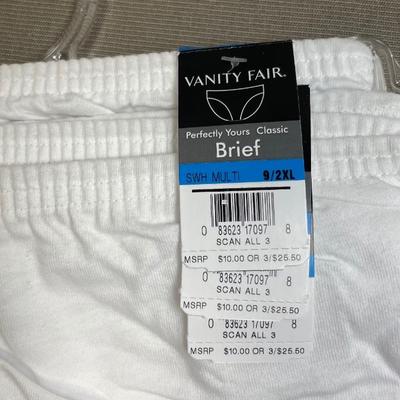 VANITY FAIR®
Perfectly Yours Classic
Brief
SWH MULTI 9/2XL
0 83623 17097 8
SCAN ALL 3
MSRP $10.00 OR 3/$25.50
0 83623 17097 8
SCAN ALL 3
MSRP $10.00 OR 3/$25.50
0 83623 17097 8
SCAN ALL 3
MSRP $10.00 OR 3/$25.50